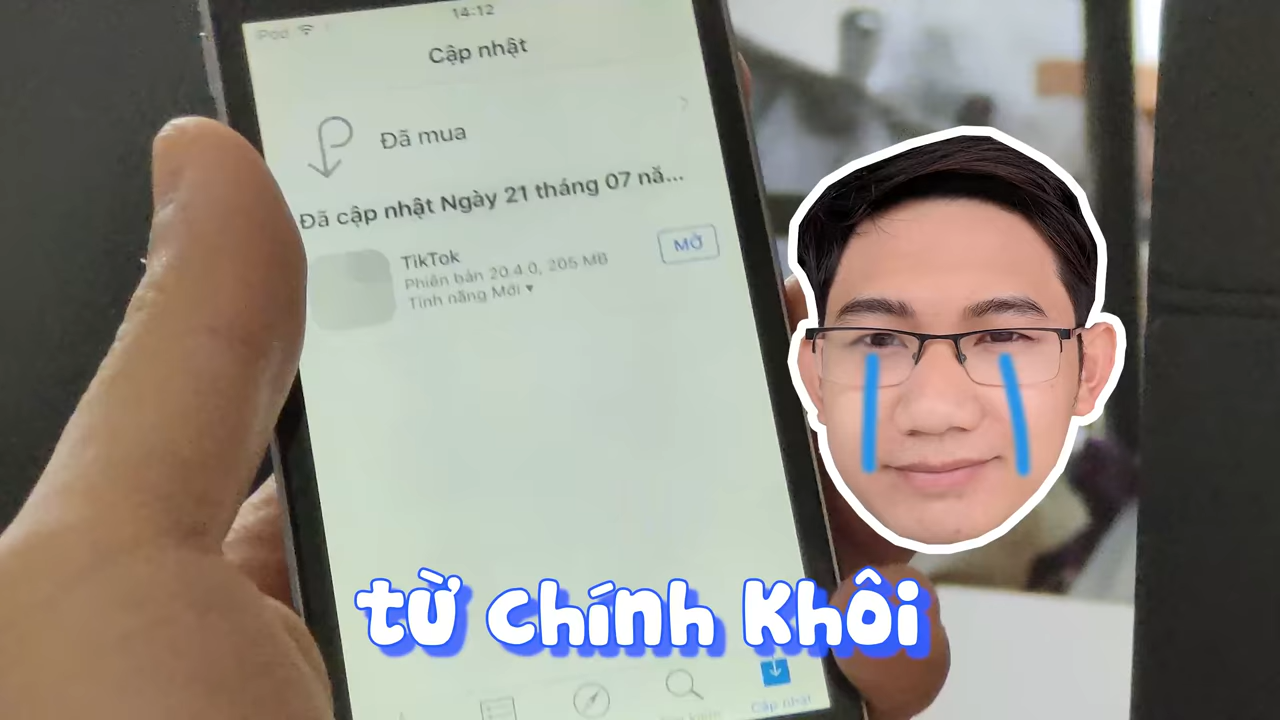 iPod
14:12
Cập nhật
Đã mua
Đã cập nhật Ngày 21 tháng 07 nă...
TikTok
MỞ
Phiên bản 20.4.0, 205 MB
Tính năng Mới ▾
từ chính Khôi
Cập nhật